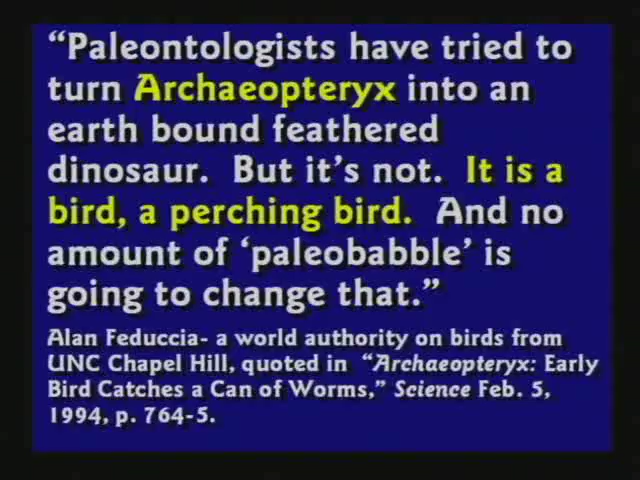 “Paleontologists have tried to
turn Archaeopteryx into an
earth bound feathered
dinosaur.  But it’s not.  It is a
bird, a perching bird.  And no
amount of ‘paleobabble’ is
going to change that.”
Alan Feduccia- a world authority on birds from
UNC Chapel Hill, quoted in  “Archaeopteryx: Early
Bird Catches a Can of Worms,” Science Feb. 5,
1994, p. 764-5.